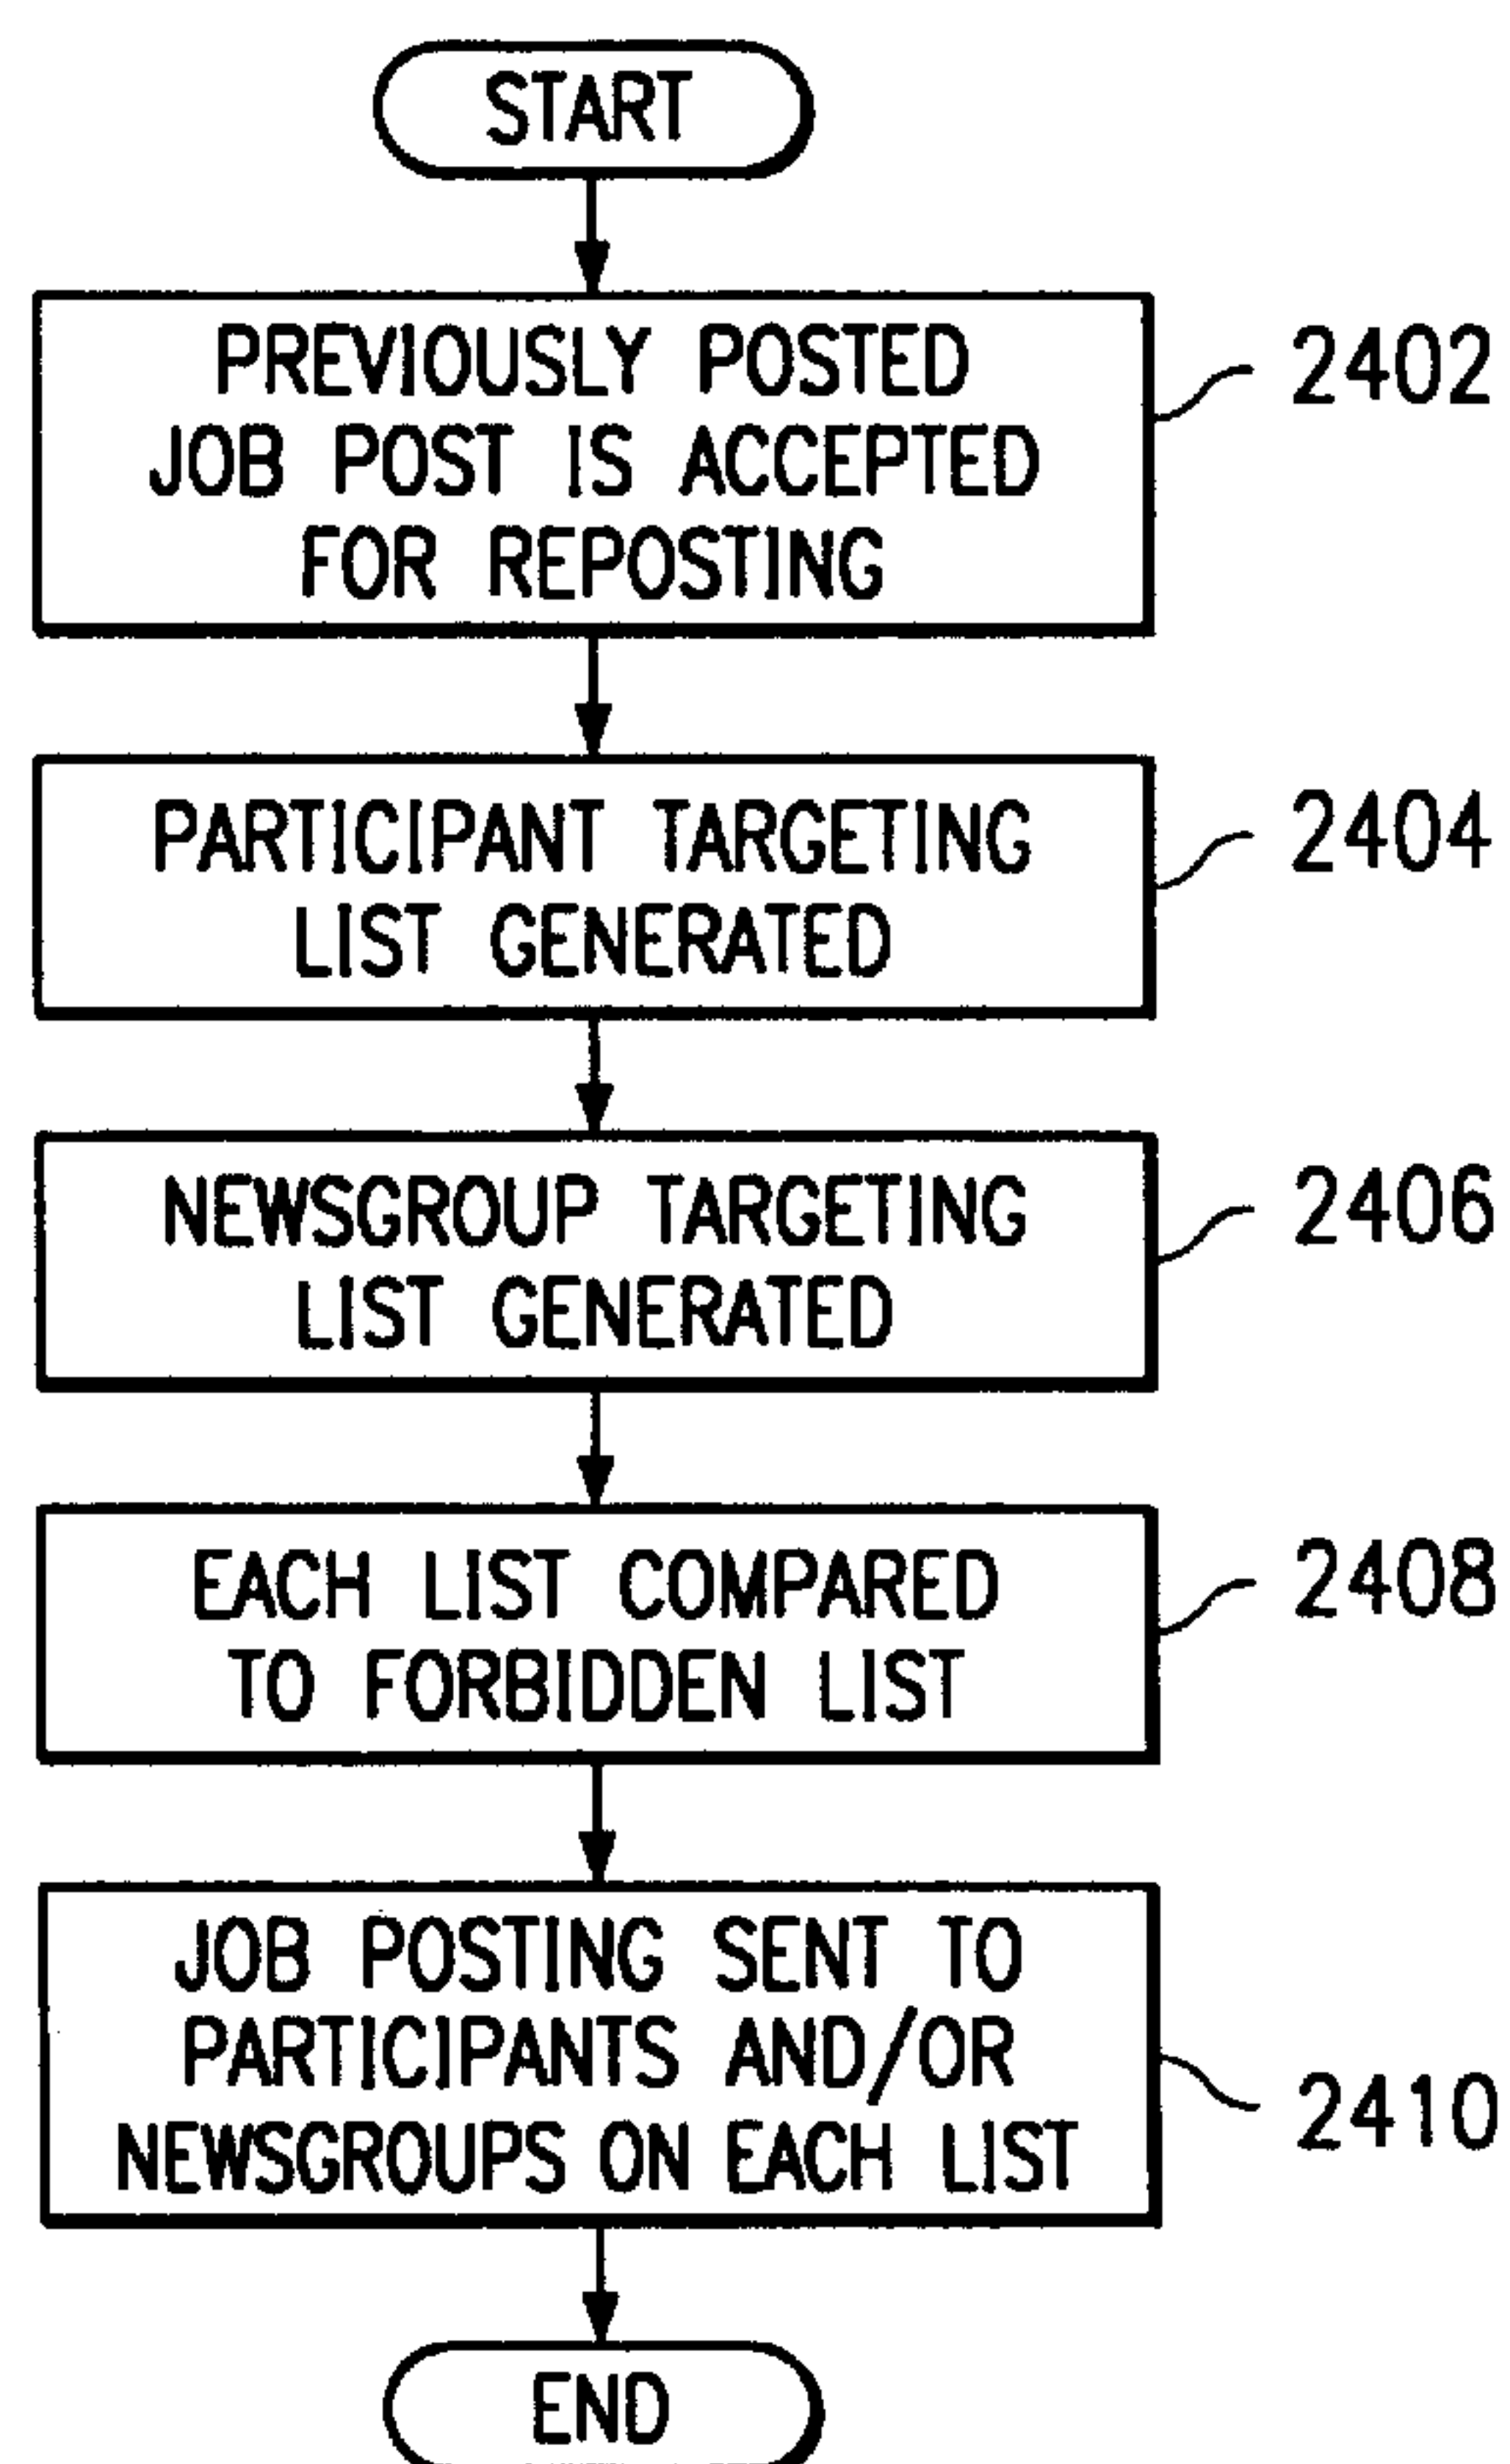 START
PREVIOUSLY POSTED
JOB POST IS ACCEPTED
FOR REPOSTING
2402
PARTICIPANT TARGETING
LIST GENERATED
2404
NEWSGROUP TARGETING
LIST GENERATED
2406
EACH LIST COMPARED
TO FORBIDDEN LIST
2408
JOB POSTING SENT TO
PARTICIPANTS AND/OR
NEWSGROUPS ON EACH LIST
2410
END